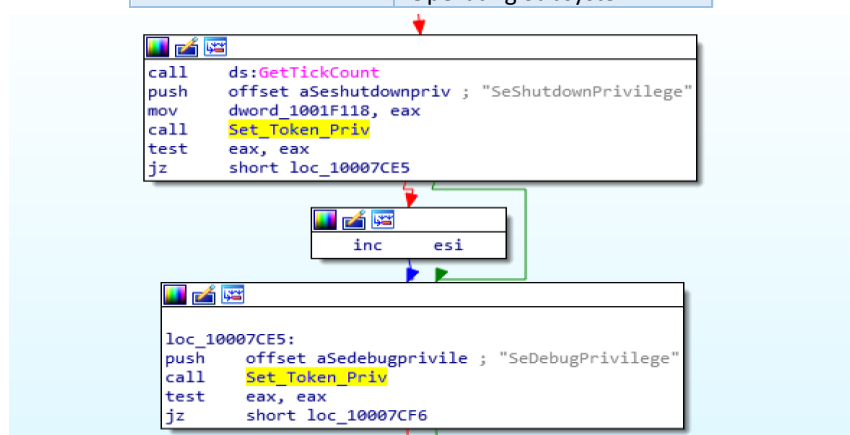 call    ds:GetTickCount
push    offset aSeshutdownpriv ; "SeShutdownPrivilege"
mov     dword_1001F118, eax
call    Set_Token_Priv
test    eax, eax
jz      short loc_10007CE5
inc     esi
loc_10007CE5:
push    offset aSedebugprivile ; "SeDebugPrivilege"
call    Set_Token_Priv
test    eax, eax
jz      short loc_10007CF6